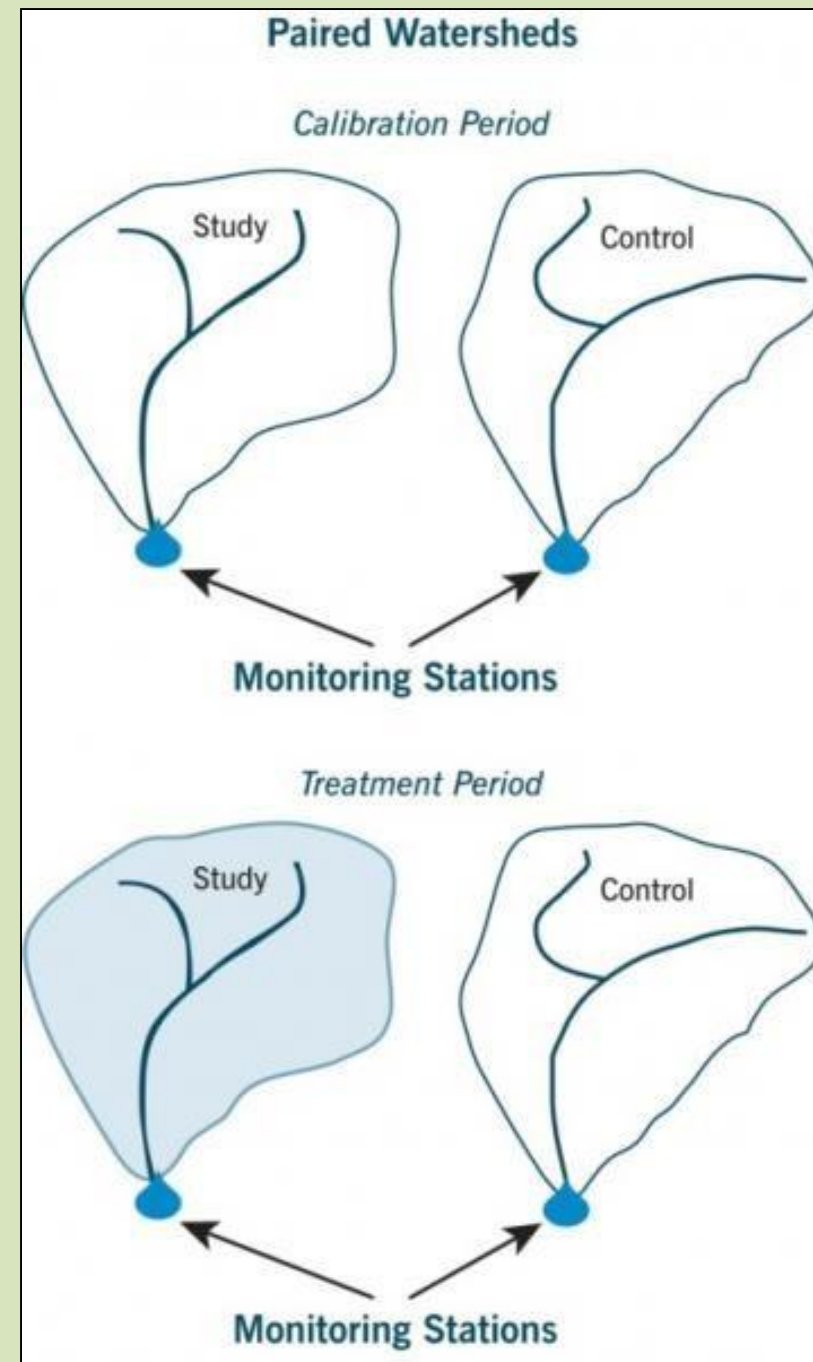 Paired Watersheds
Calibration Period
Study
Control
Monitoring Stations
Treatment Period
Study
Control
Monitoring Stations